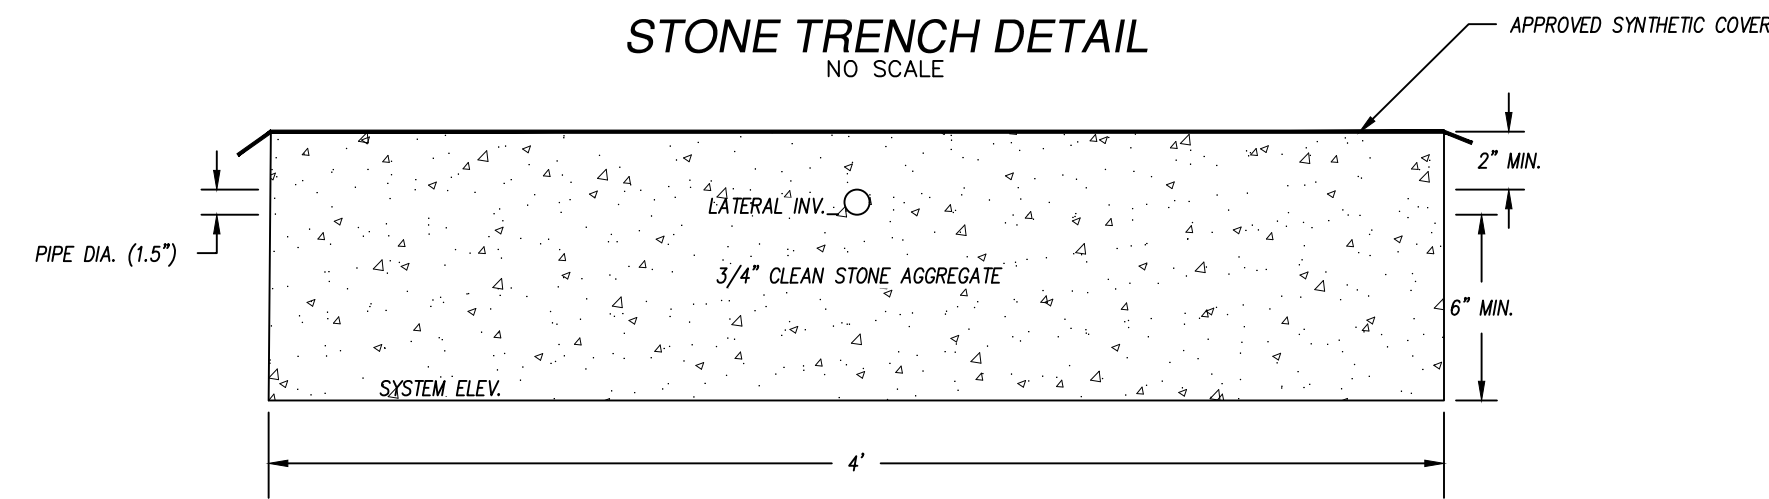 STONE TRENCH DETAIL
NO SCALE
APPROVED SYNTHETIC COVER
2" MIN.
LATERAL INV.
PIPE DIA. (1.5")
3/4" CLEAN STONE AGGREGATE
6" MIN.
SYSTEM ELEV.
4'